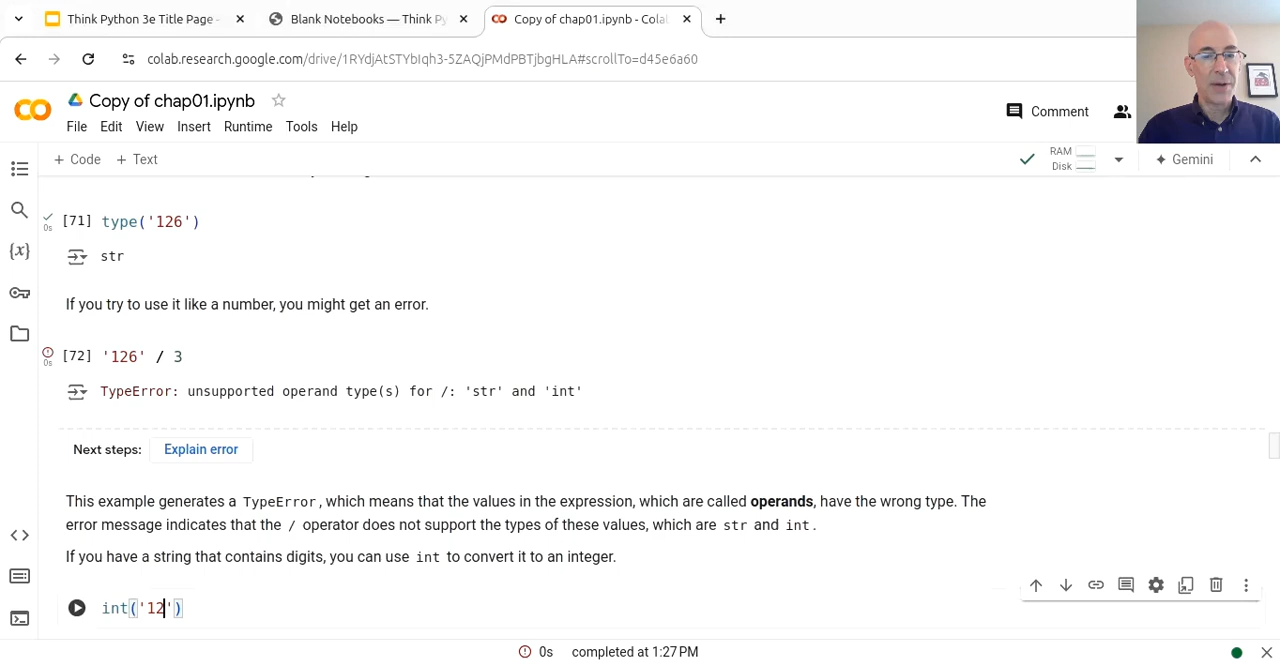 Think Python 3e Title Page -
Blank Notebooks — Think Py
Copy of chap01.ipynb - Colab
colab.research.google.com/drive/1RYdjAtSTYbIqh3-5ZAQjPMdPBTjbgHLA#scrollTo=d45e6a60
CO
Copy of chap01.ipynb
File Edit View Insert Runtime Tools Help
Comment
+ Code + Text
RAM
Disk
Gemini
[71] type('126')
0s
str
If you try to use it like a number, you might get an error.
[72] '126' / 3
0s
TypeError: unsupported operand type(s) for /: 'str' and 'int'
Next steps: Explain error
This example generates a TypeError, which means that the values in the expression, which are called operands, have the wrong type. The
error message indicates that the / operator does not support the types of these values, which are str and int.
If you have a string that contains digits, you can use int to convert it to an integer.
int('12')
0s completed at 1:27 PM